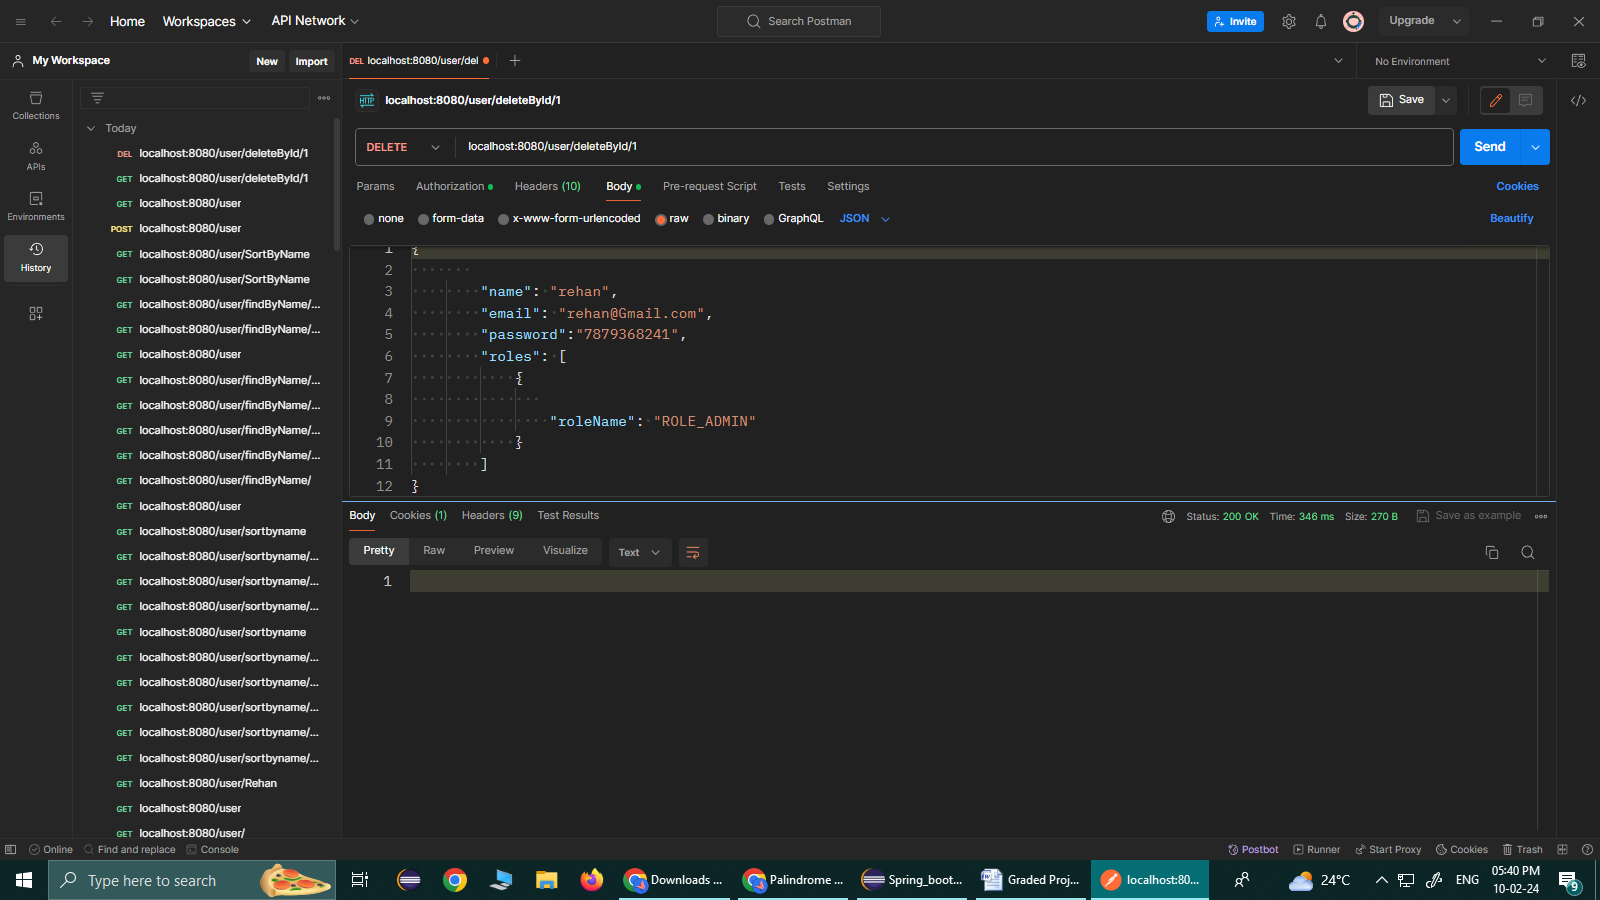 Home
Workspaces
API Network
Search Postman
Invite
Upgrade
My Workspace
New
Import
DEL localhost:8080/user/del
No Environment
Collections
APIs
Environments
History
Today
DEL localhost:8080/user/deleteById/1
GET localhost:8080/user/deleteById/1
GET localhost:8080/user
POST localhost:8080/user
GET localhost:8080/user/SortByName
GET localhost:8080/user/SortByName
GET localhost:8080/user/findByName/...
GET localhost:8080/user/findByName/...
GET localhost:8080/user
GET localhost:8080/user/findByName/...
GET localhost:8080/user/findByName/...
GET localhost:8080/user/findByName/...
GET localhost:8080/user/findByName/...
GET localhost:8080/user/findByName/
GET localhost:8080/user
GET localhost:8080/user/sortbyname
GET localhost:8080/user/sortbyname/...
GET localhost:8080/user/sortbyname/...
GET localhost:8080/user/sortbyname/...
GET localhost:8080/user/sortbyname
GET localhost:8080/user/sortbyname/...
GET localhost:8080/user/sortbyname/...
GET localhost:8080/user/sortbyname/...
GET localhost:8080/user/sortbyname/...
GET localhost:8080/user/sortbyname/...
GET localhost:8080/user/Rehan
GET localhost:8080/user
GET localhost:8080/user/
HTTP localhost:8080/user/deleteById/1
Save
DELETE localhost:8080/user/deleteById/1
Send
Params Authorization Headers (10) Body Pre-request Script Tests Settings
Cookies
none form-data x-www-form-urlencoded raw binary GraphQL JSON
Beautify
1 {
2
3 "name": "rehan",
4 "email": "rehan@Gmail.com",
5 "password":"7879368241",
6 "roles": [
7 {
8
9 "roleName": "ROLE_ADMIN"
10 }
11 ]
12 }
Body Cookies (1) Headers (9) Test Results
Status: 200 OK Time: 346 ms Size: 270 B Save as example
Pretty Raw Preview Visualize Text
1
Online Find and replace Console
Postbot Runner Start Proxy Cookies Trash
Type here to search
Downloads ...
Palindrome ...
Spring_boot...
Graded Proj...
localhost:80...
24°C
ENG
05:40 PM
10-02-24
9